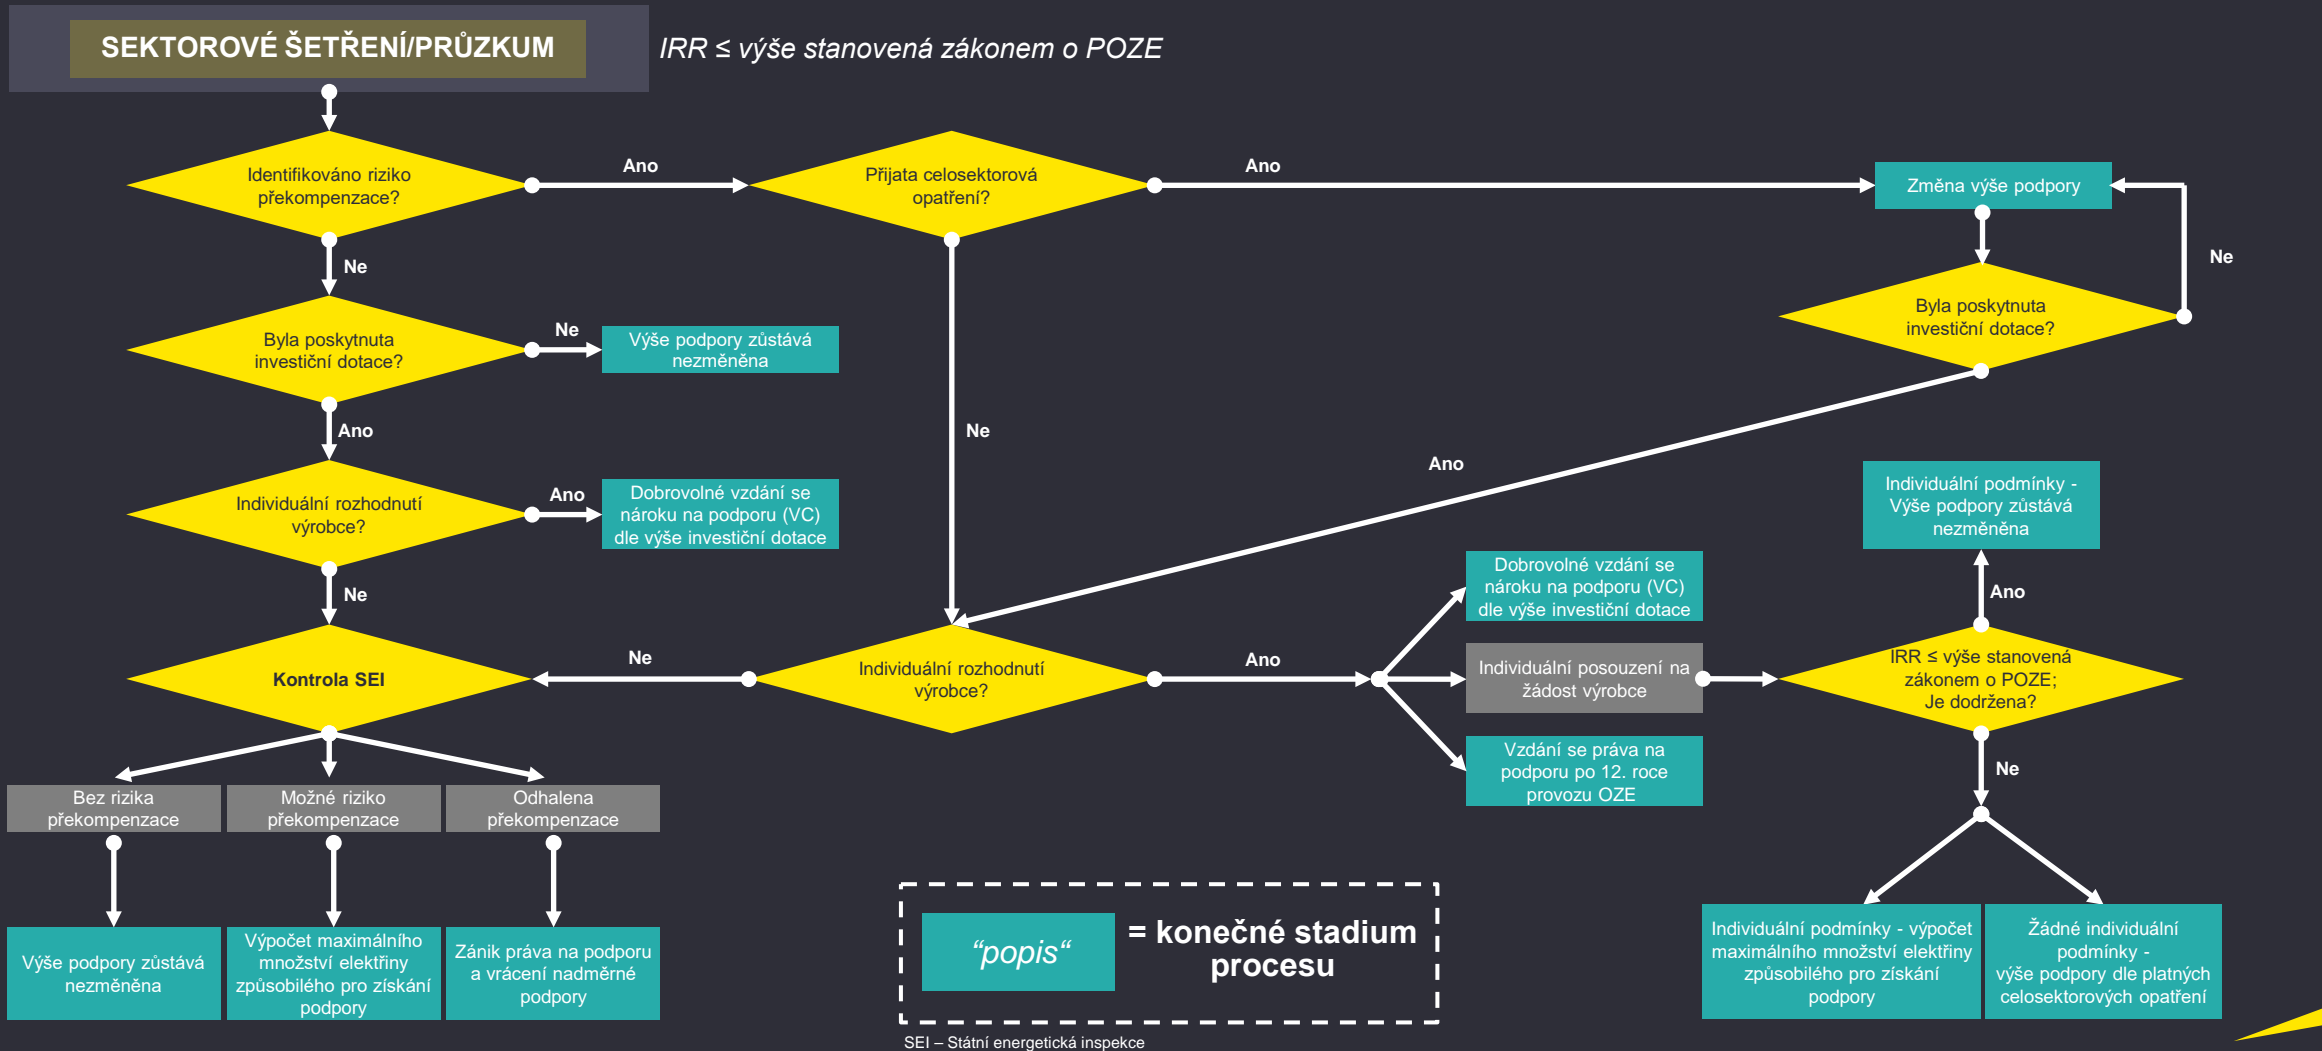 SEKTOROVÉ ŠETŘENÍ/PRŮZKUM
IRR ≤ výše stanovená zákonem o POZE
Identifikováno riziko
překompenzace?
Ano
Přijata celosektorová
opatření?
Ano
Změna výše podpory
Ne
Ne
Byla poskytnuta
investiční dotace?
Byla poskytnuta
investiční dotace?
Ne
Výše podpory zůstává
nezměněna
Ano
Ne
Ano
Individuální rozhodnutí
výrobce?
Ano
Dobrovolné vzdání se
nároku na podporu (VC)
dle výše investiční dotace
Individuální podmínky -
Výše podpory zůstává
nezměněna
Ne
Dobrovolné vzdání se
nároku na podporu (VC)
dle výše investiční dotace
Ano
Kontrola SEI
Ne
Individuální rozhodnutí
výrobce?
Ano
Individuální posouzení na
žádost výrobce
IRR ≤ výše stanovená
zákonem o POZE;
Je dodržena?
Vzdání se práva na
podporu po 12. roce
provozu OZE
Ne
Bez rizika
překompenzace
Možné riziko
překompenzace
Odhalena
překompenzace
Výše podpory zůstává
nezměněna
Výpočet maximálního
množství elektřiny
způsobilého pro získání
podpory
Zánik práva na podporu
a vrácení nadměrné
podpory
“popis“
= konečné stadium
procesu
Individuální podmínky - výpočet
maximálního množství elektřiny
způsobilého pro získání
podpory
Žádné individuální
podmínky -
výše podpory dle platných
celosektorových opatření
SEI – Státní energetická inspekce